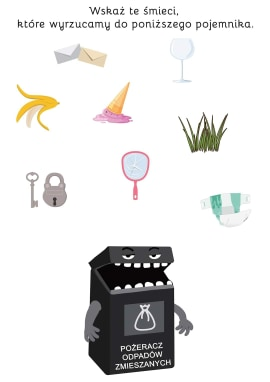 Wskaż te śmieci,
które wyrzucamy do poniższego pojemnika.
POŻERACZ
ODPADÓW
ZMIESZANYCH